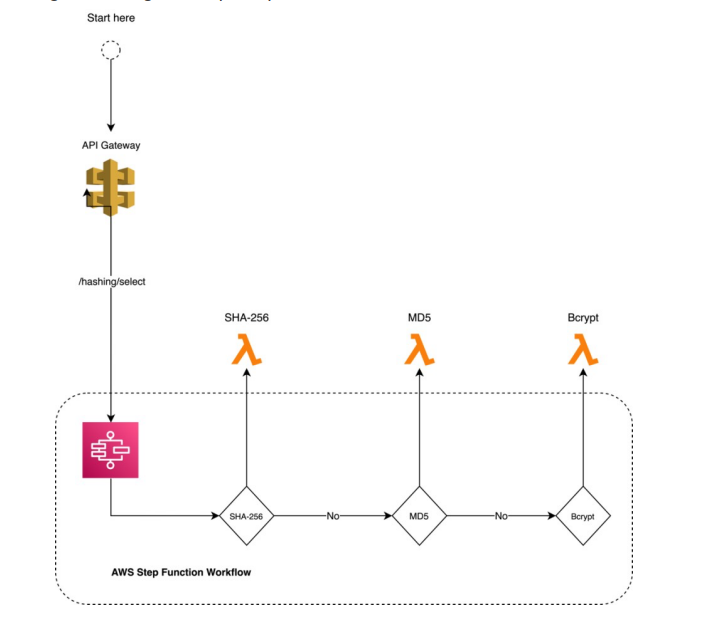 Start here
API Gateway
/hashing/select
SHA-256
MD5
Bcrypt
SHA-256
No
MD5
No
Bcrypt
AWS Step Function Workflow